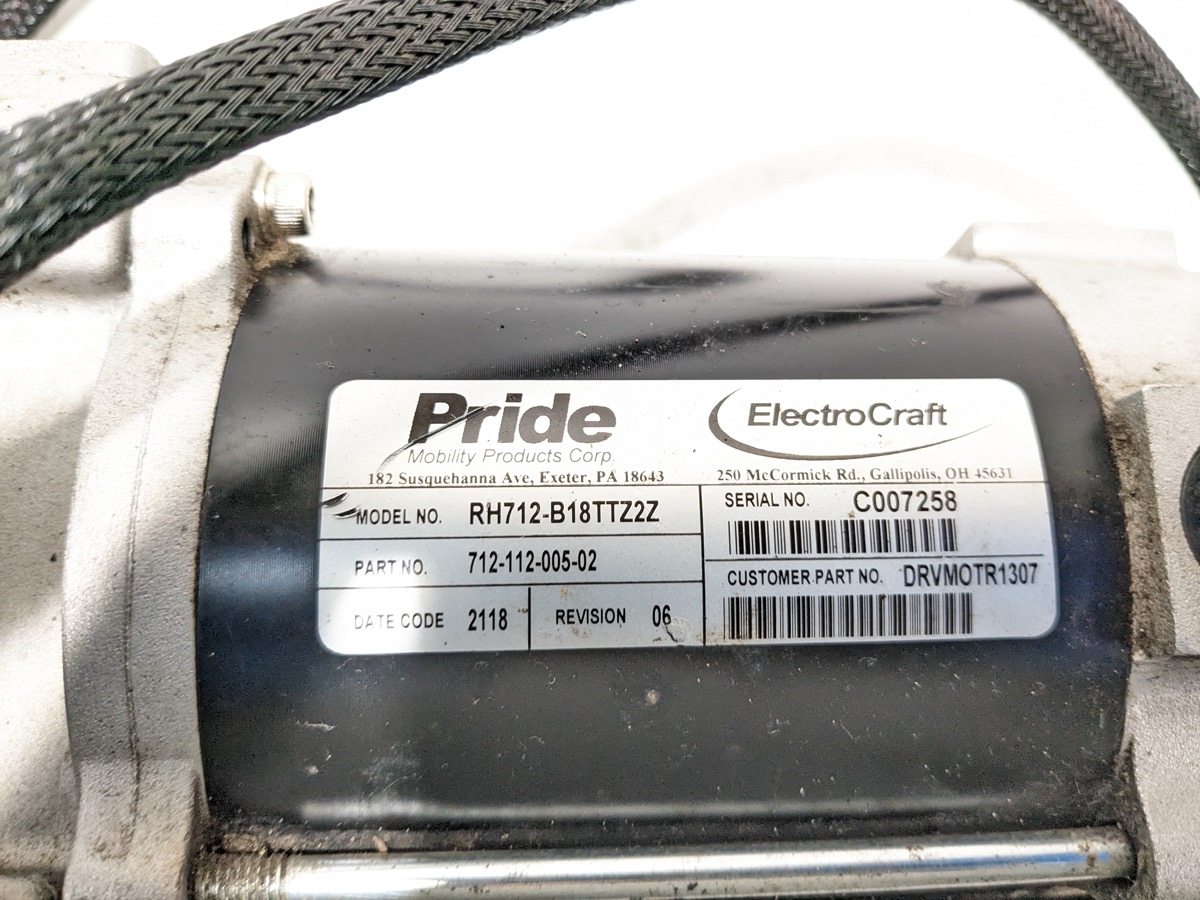 Pride
Mobility Products Corp.
182 Susquehanna Ave, Exeter, PA 18643
ElectroCraft
250 McCormick Rd., Gallipolis, OH 45631
MODEL NO. RH712-B18TTZ2Z
PART NO. 712-112-005-02
DATE CODE 2118 REVISION 06
SERIAL NO. C007258
CUSTOMER PART NO. DRVMOTR1307